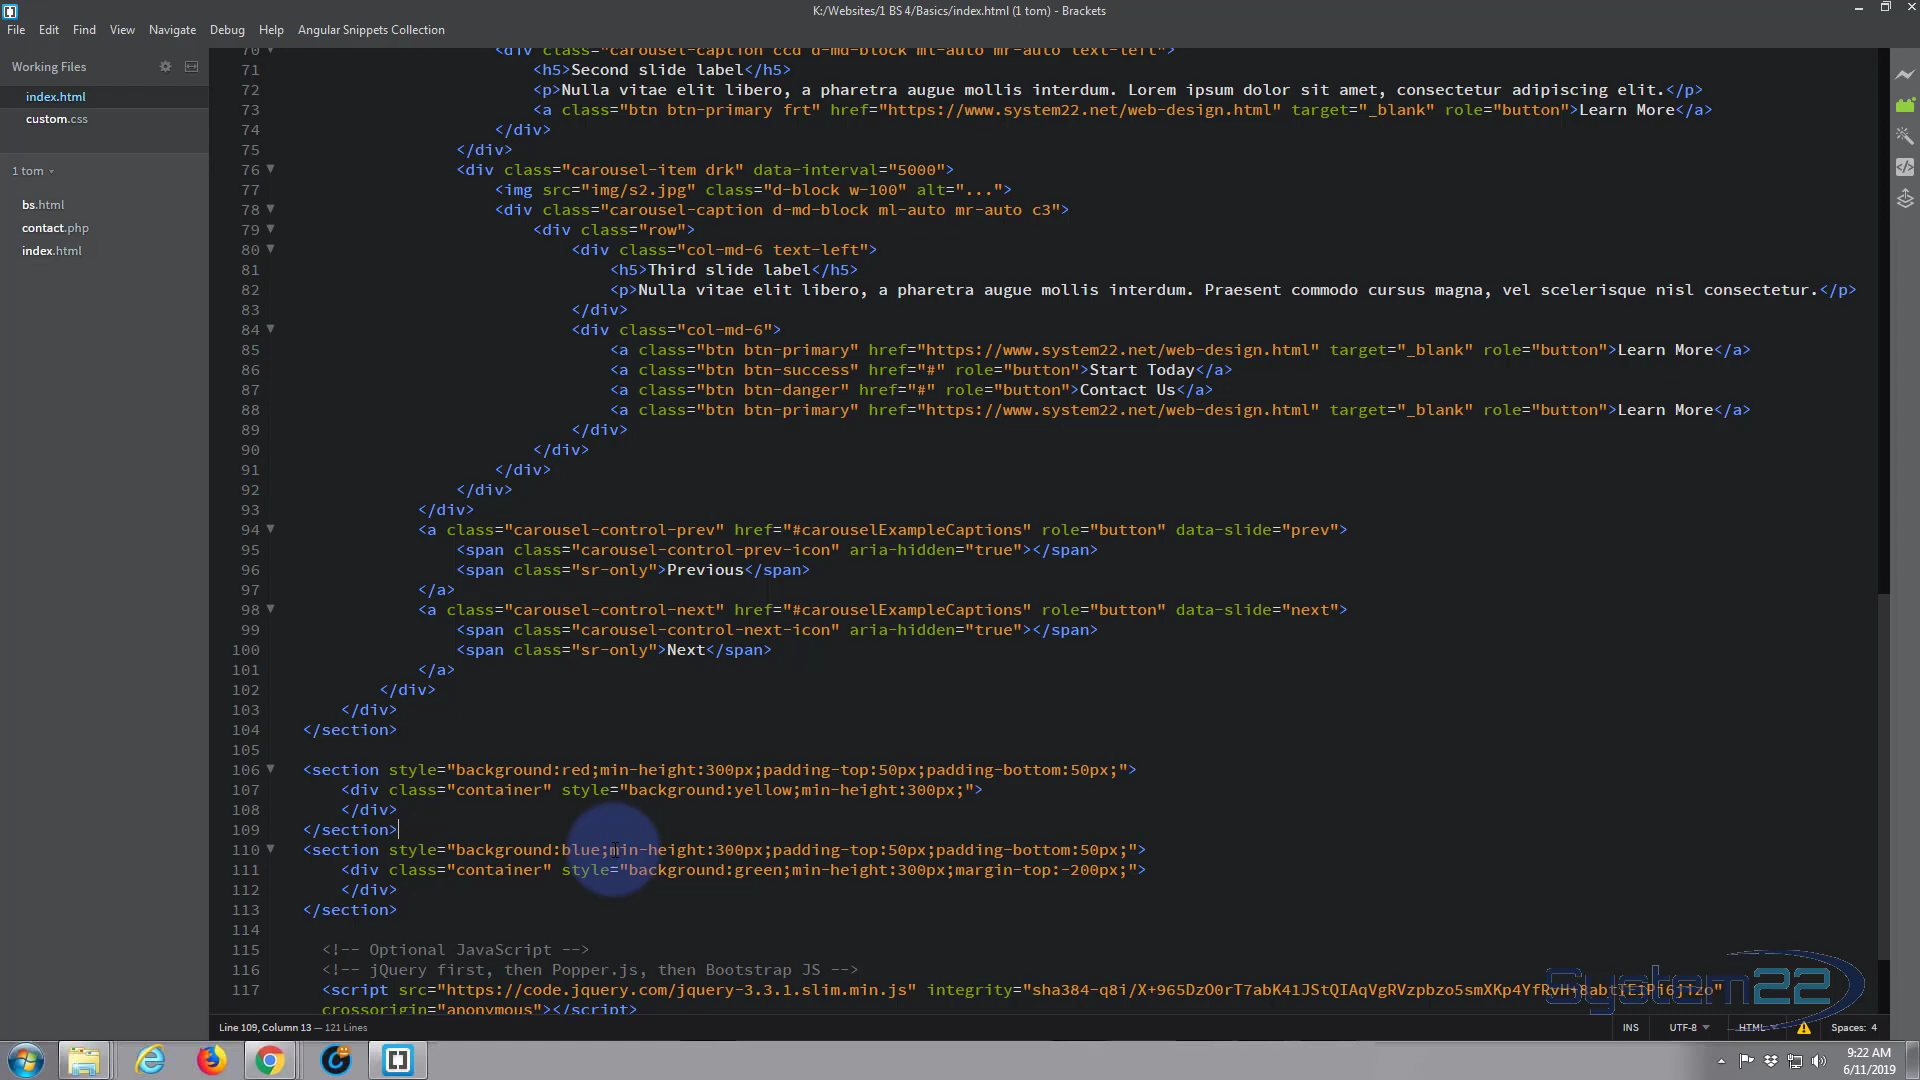 K:/Websites/1 BS 4/Basics/index.html (1 tom) - Brackets
File Edit Find View Navigate Debug Help Angular Snippets Collection
Working Files
index.html
custom.css
1 tom
bs.html
contact.php
index.html
70 <div class="carousel-caption ccd d-md-block ml-auto mr-auto text-left">
71 <h5>Second slide label</h5>
72 <p>Nulla vitae elit libero, a pharetra augue mollis interdum. Lorem ipsum dolor sit amet, consectetur adipiscing elit.</p>
73 <a class="btn btn-primary frt" href="https://www.system22.net/web-design.html" target="_blank" role="button">Learn More</a>
74 </div>
75 </div>
76 <div class="carousel-item drk" data-interval="5000">
77 <img src="img/s2.jpg" class="d-block w-100" alt="...">
78 <div class="carousel-caption d-md-block ml-auto mr-auto c3">
79 <div class="row">
80 <div class="col-md-6 text-left">
81 <h5>Third slide label</h5>
82 <p>Nulla vitae elit libero, a pharetra augue mollis interdum. Praesent commodo cursus magna, vel scelerisque nisl consectetur.</p>
83 </div>
84 <div class="col-md-6">
85 <a class="btn btn-primary" href="https://www.system22.net/web-design.html" target="_blank" role="button">Learn More</a>
86 <a class="btn btn-success" href="#" role="button">Start Today</a>
87 <a class="btn btn-danger" href="#" role="button">Contact Us</a>
88 <a class="btn btn-primary" href="https://www.system22.net/web-design.html" target="_blank" role="button">Learn More</a>
89 </div>
90 </div>
91 </div>
92 </div>
93 </div>
94 <a class="carousel-control-prev" href="#carouselExampleCaptions" role="button" data-slide="prev">
95 <span class="carousel-control-prev-icon" aria-hidden="true"></span>
96 <span class="sr-only">Previous</span>
97 </a>
98 <a class="carousel-control-next" href="#carouselExampleCaptions" role="button" data-slide="next">
99 <span class="carousel-control-next-icon" aria-hidden="true"></span>
100 <span class="sr-only">Next</span>
101 </a>
102 </div>
103 </div>
104 </section>
105
106 <section style="background:red;min-height:300px;padding-top:50px;padding-bottom:50px;">
107 <div class="container" style="background:yellow;min-height:300px;">
108 </div>
109 </section>
110 <section style="background:blue;min-height:300px;padding-top:50px;padding-bottom:50px;">
111 <div class="container" style="background:green;min-height:300px;margin-top:-200px;">
112 </div>
113 </section>
114
115 <!-- Optional JavaScript -->
116 <!-- jQuery first, then Popper.js, then Bootstrap JS -->
117 <script src="https://code.jquery.com/jquery-3.3.1.slim.min.js"
crossorigin="anonymous"></script>
System22
Line 109, Column 13 — 121 Lines
INS UTF-8 HTML Spaces: 4
9:22 AM
6/11/2019